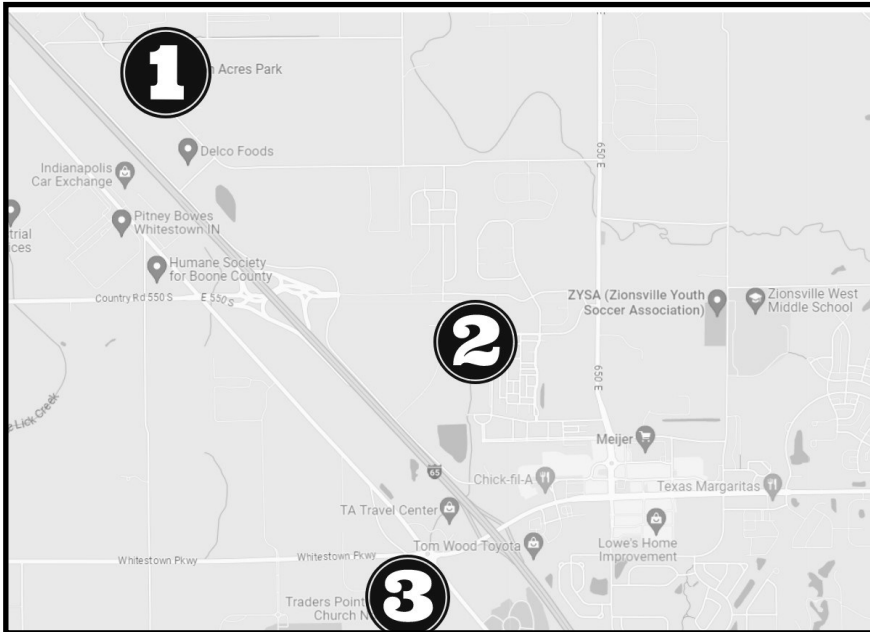 1
Acres Park
Delco Foods
Indianapolis
Car Exchange
Pitney Bowes
Whitestown IN
Humane Society
for Boone County
Country Rd 550 S
E 550 S
650 E
ZYSA (Zionsville Youth
Soccer Association)
Zionsville West
Middle School
2
650 E
Lick Creek
Meijer
65
Chick-fil-A
Texas Margaritas
TA Travel Center
Tom Wood Toyota
Lowe's Home
Improvement
Whitestown Pkwy
Whitestown Pkwy
3
Traders Point
Church N